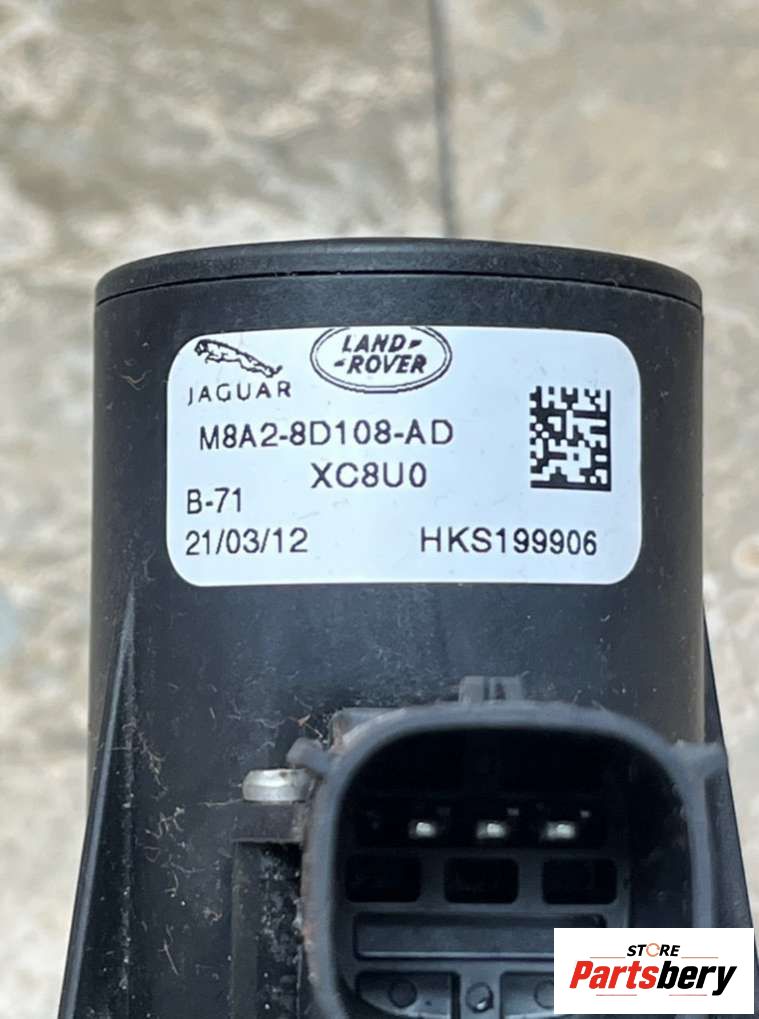 LAND-
-ROVER
JAGUAR
M8A2-8D108-AD
XC8U0
B-71
21/03/12 HKS199906
STORE
Partsbery